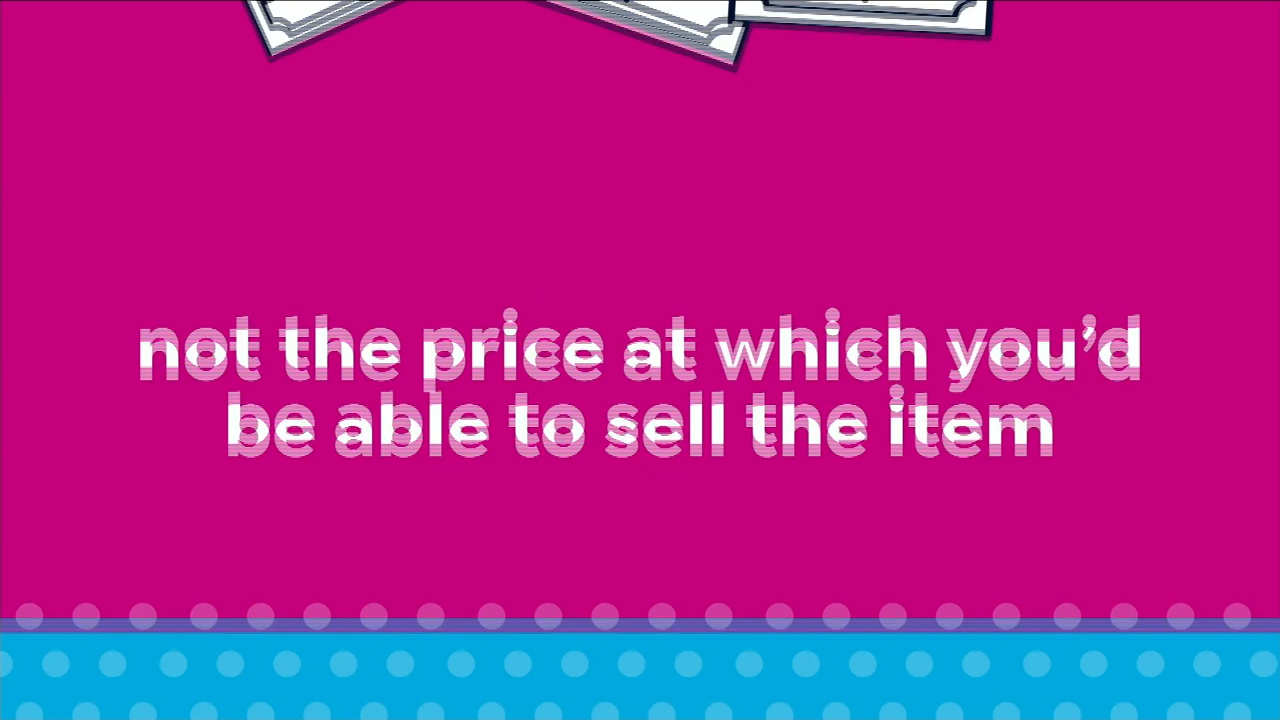 not the price at which you’d
be able to sell the item